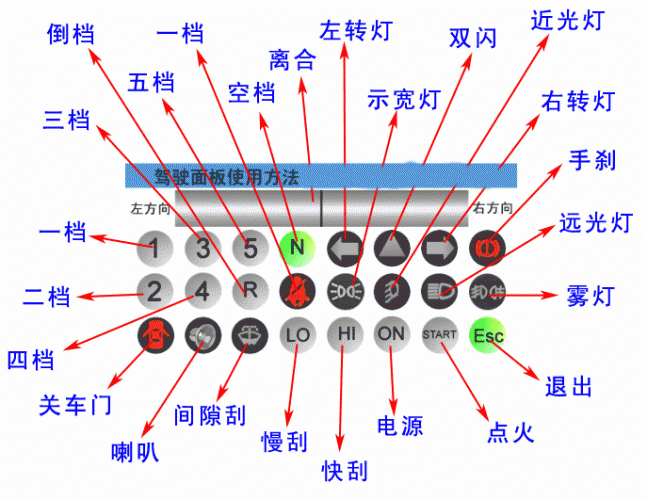 倒档
一档
左转灯
双闪
近光灯
离合
五档
空档
示宽灯
右转灯
三档
手刹
驾驶面板使用方法
左方向
右方向
一档
1
3
5
N
远光灯
二档
2
4
R
雾灯
LO
HI
ON
START
Esc
四档
关车门
间隙刮
退出
喇叭
慢刮
电源
点火
快刮